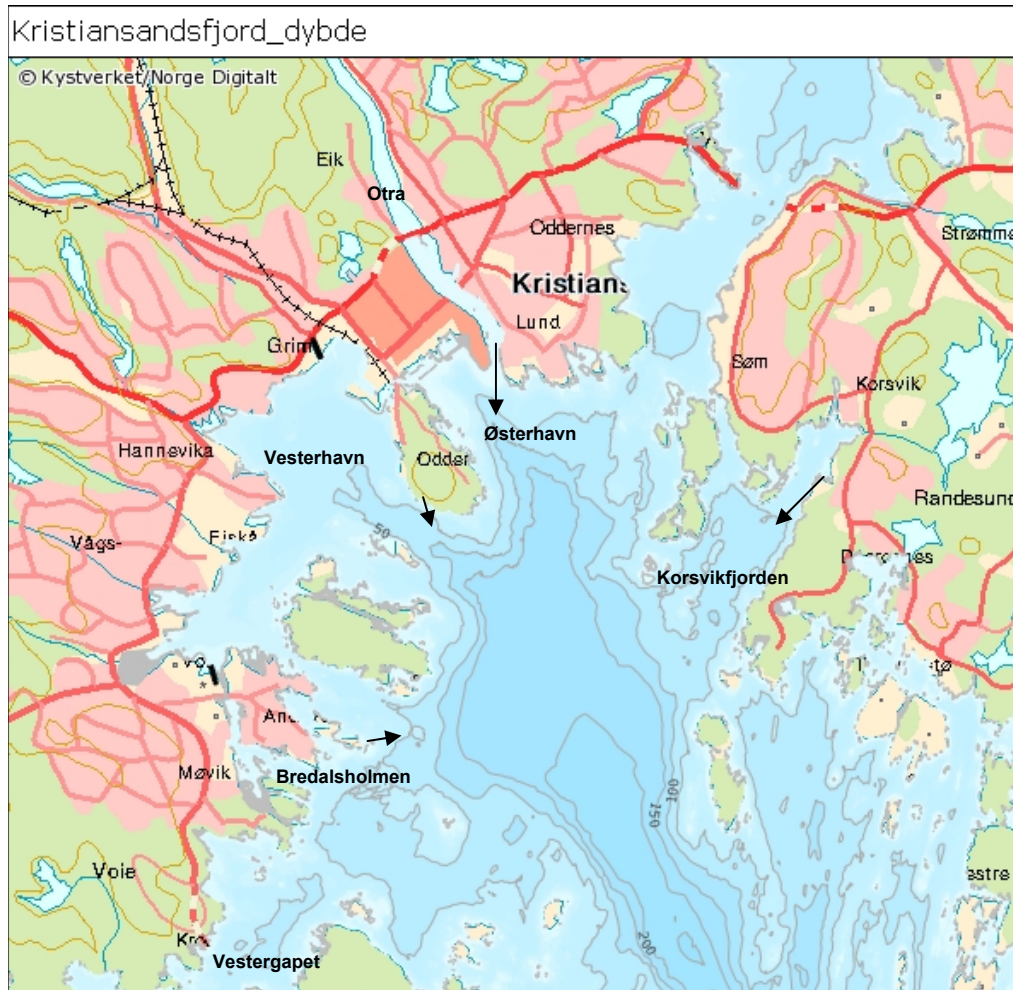 Kristiansandsfjord_dybde
© Kystverket/Norge Digitalt
Eik
Otra
Oddernes
Strømme
Kristians
Lund
Grim
Søm
Korsvik
Østerhavn
Hannevika
Vesterhavn
Odder
Randesund
50
Fiskå
Vågs-
Korsvikfjorden
Møvik
Bredalsholmen
100
150
Voie
200
Vestergapet